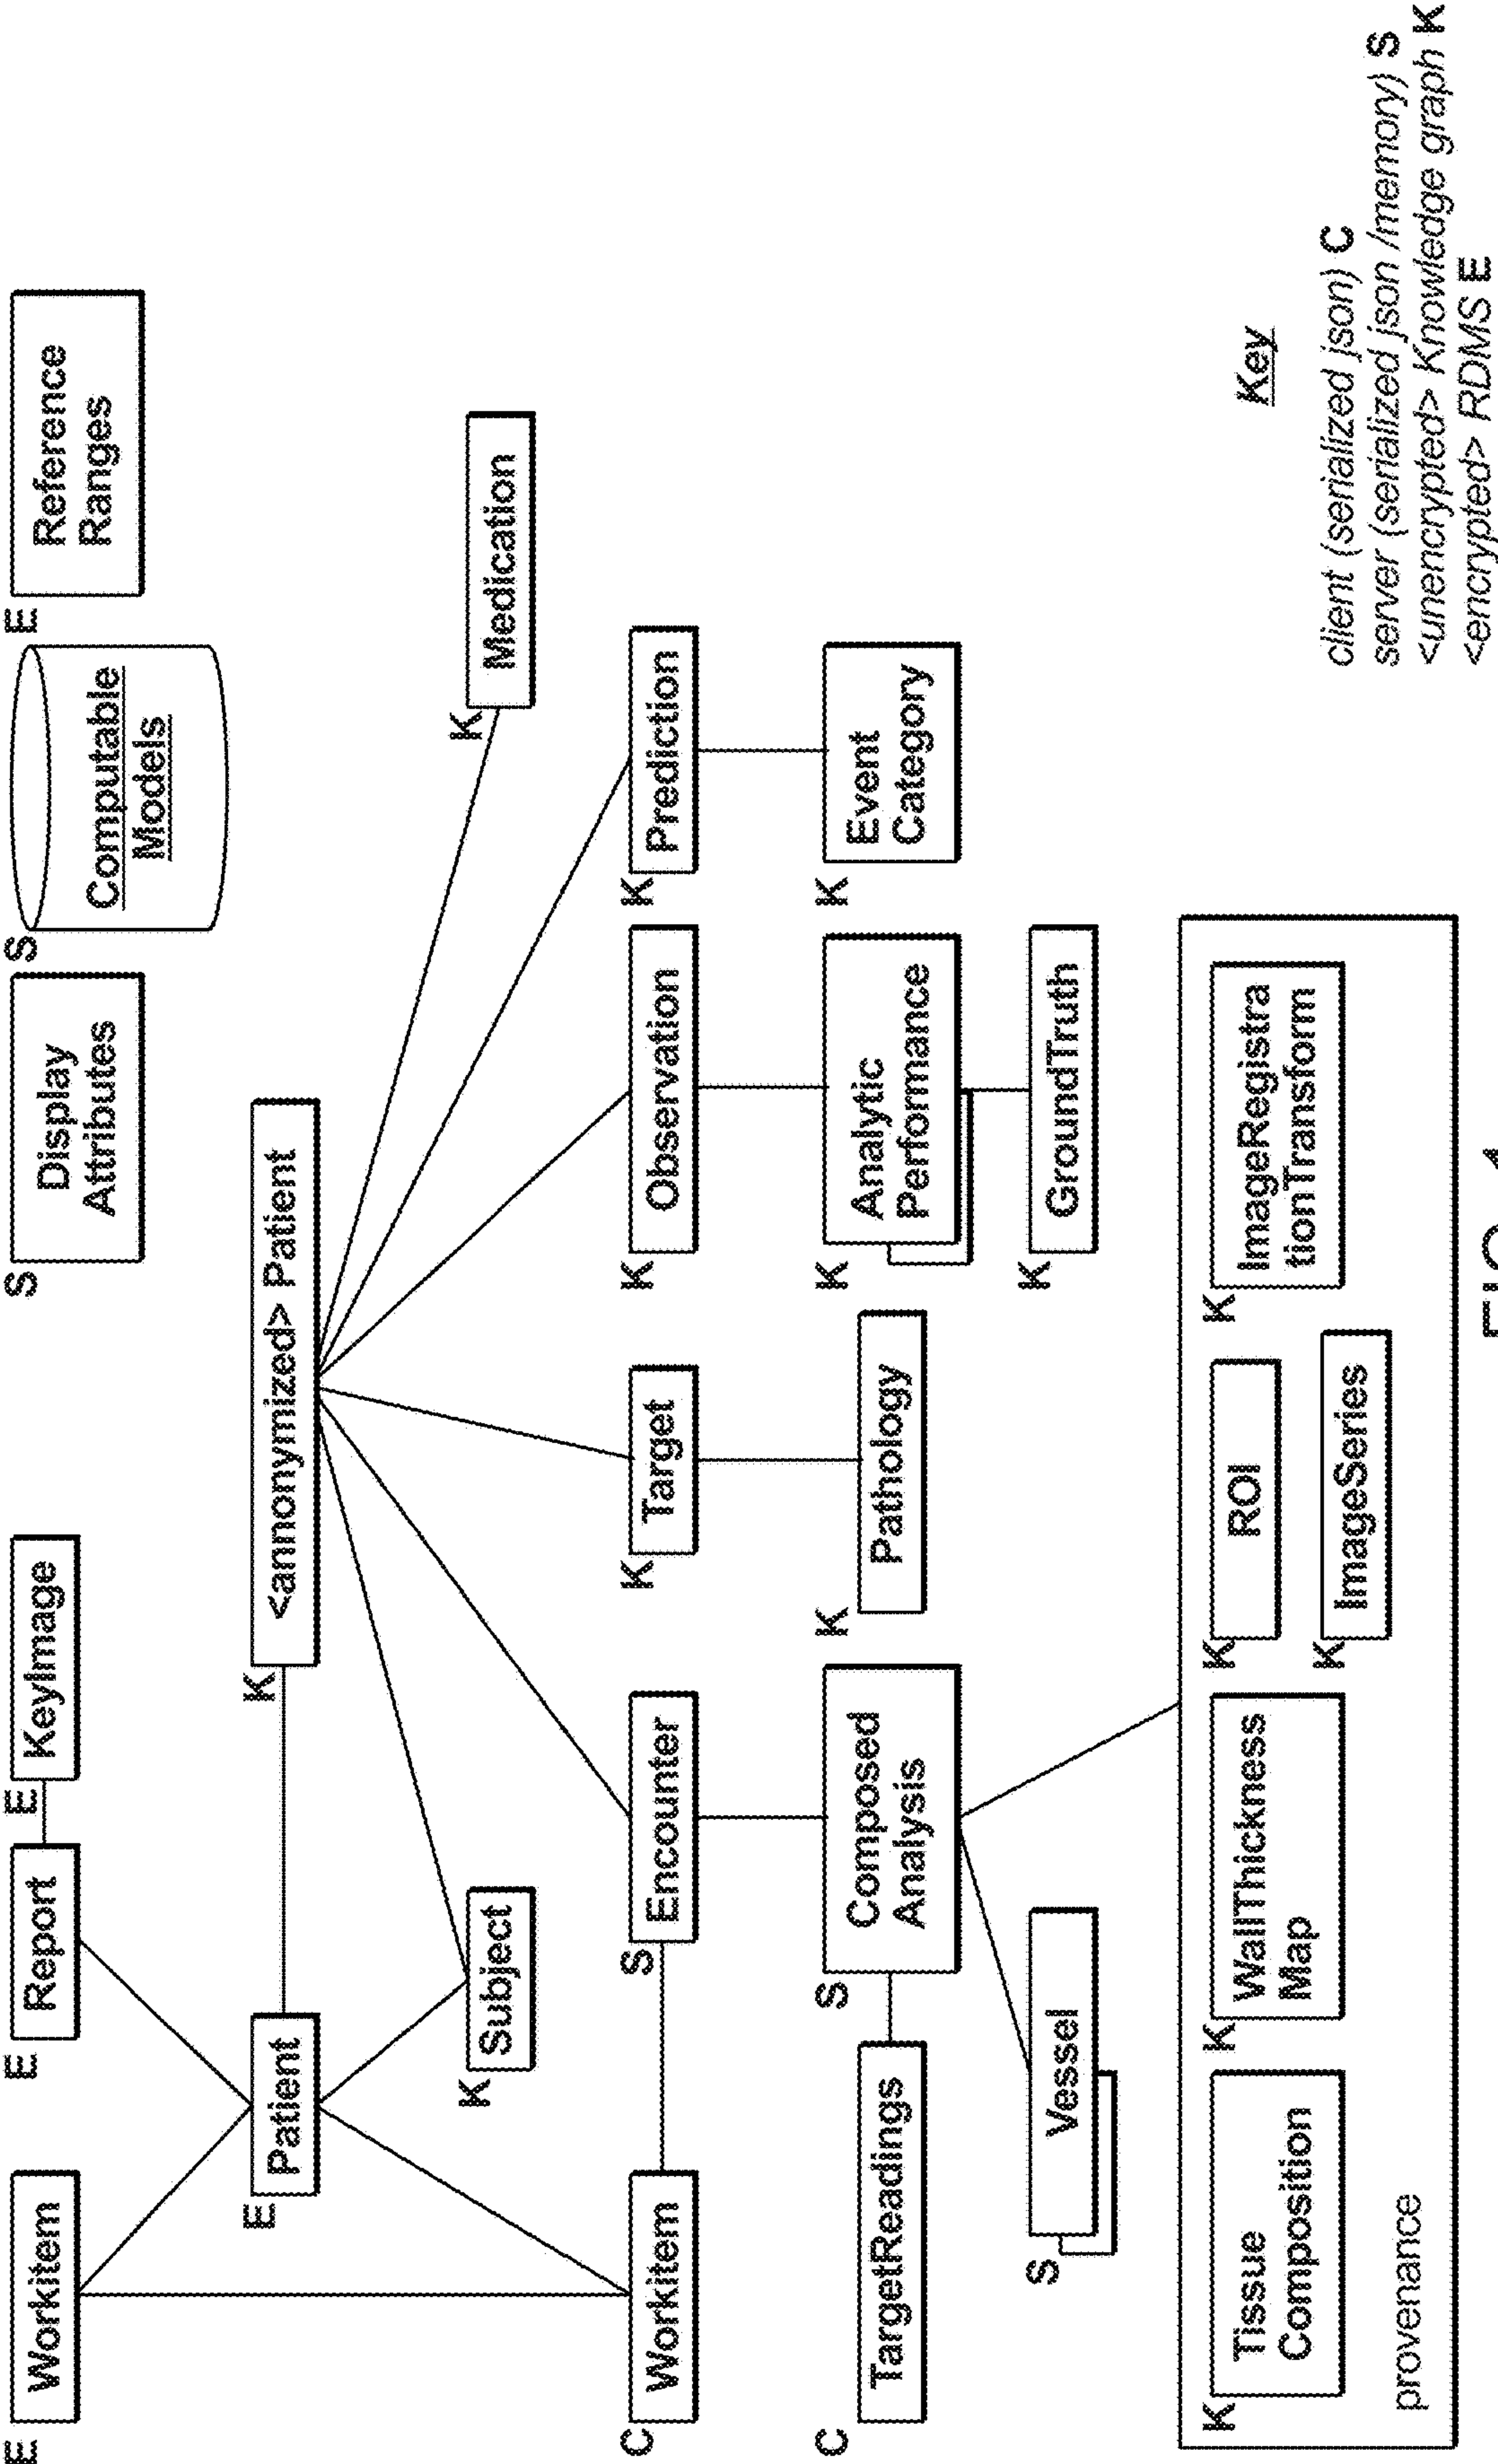 E
Workitem
E
Report
E
KeyImage
S
Display
Attributes
S
Computable
Models
E
Reference
Ranges
E
Patient
K
<annonymized> Patient
K
Subject
K
Medication
C
Workitem
S
Encounter
K
Target
K
Observation
K
Prediction
C
TargetReadings
S
Composed
Analysis
K
Pathology
K
Analytic
Performance
K
Event
Category
S
Vessel
K
GroundTruth
K
Tissue
Composition
K
WallThickness
Map
K
ROI
K
ImageSeries
K
ImageRegistra
tionTransform
provenance
Key
client (serialized json) C
server (serialized json /memory) S
<unencrypted> Knowledge graph K
<encrypted> RDMS E